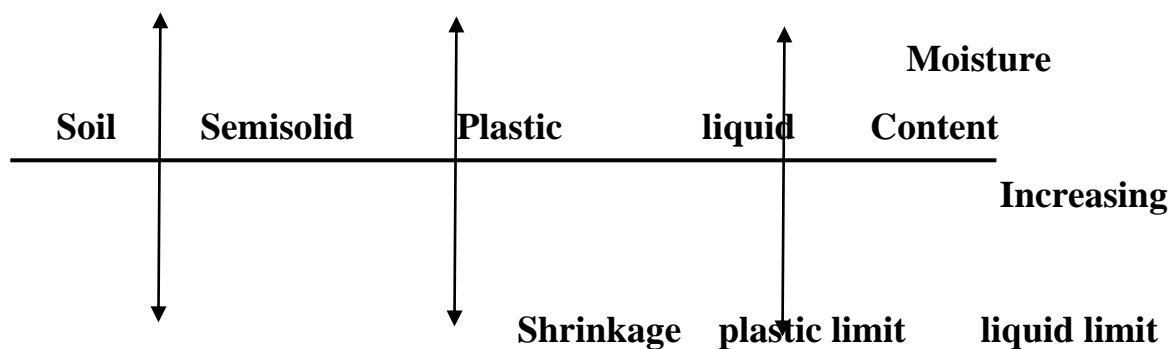 Moisture
Soil Semisolid Plastic liquid Content
Increasing
Shrinkage plastic limit liquid limit